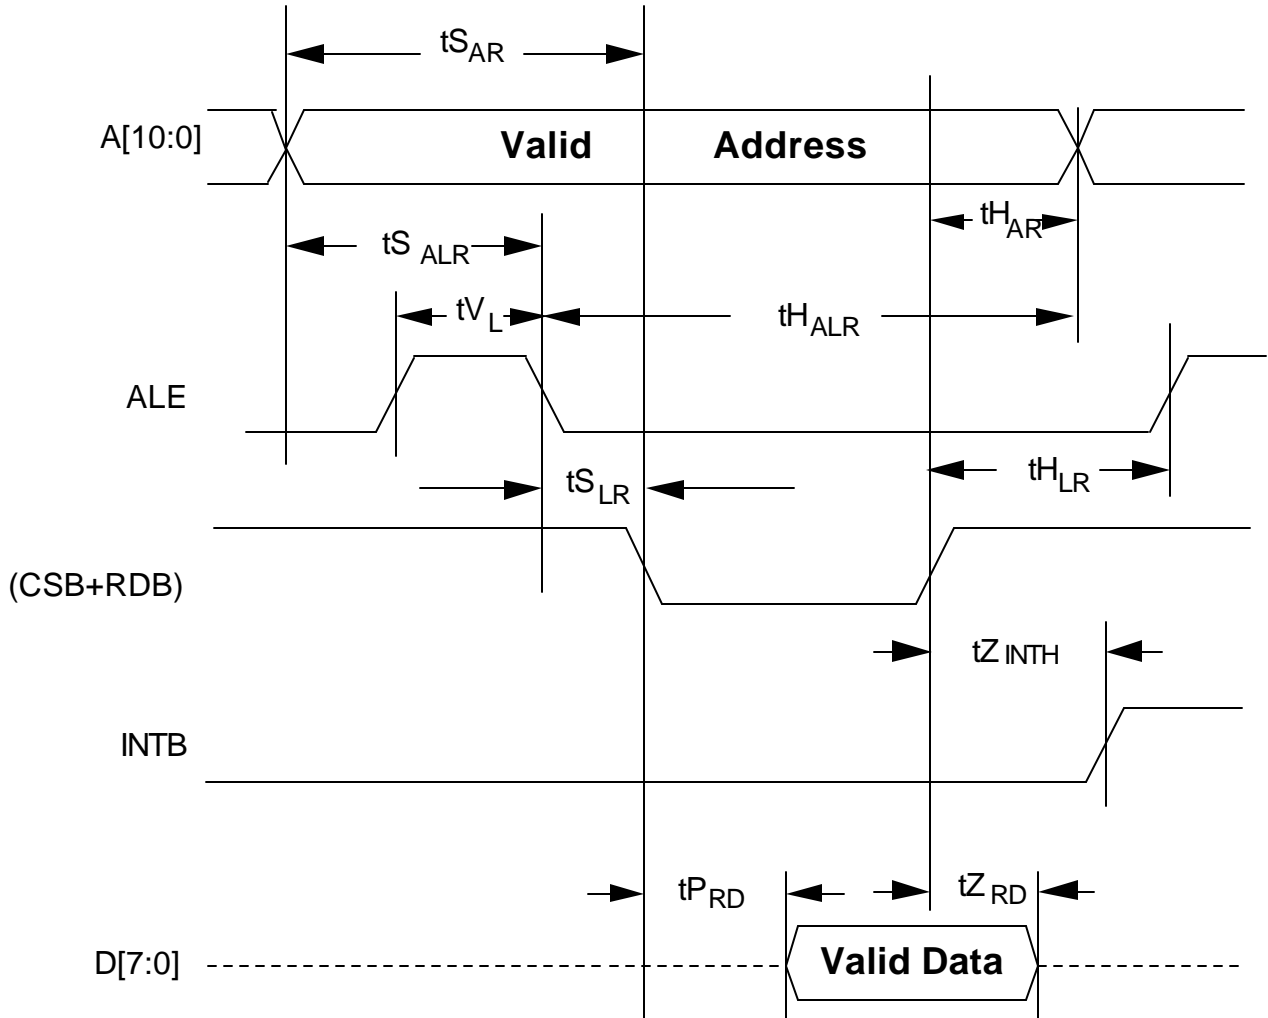 tSAR
A[10:0]
Valid Address
tHAR
tS ALR
tVL
tHALR
ALE
tHLR
tSLR
(CSB+RDB)
tZ INTH
INTB
tPRD
tZ RD
D[7:0]
Valid Data